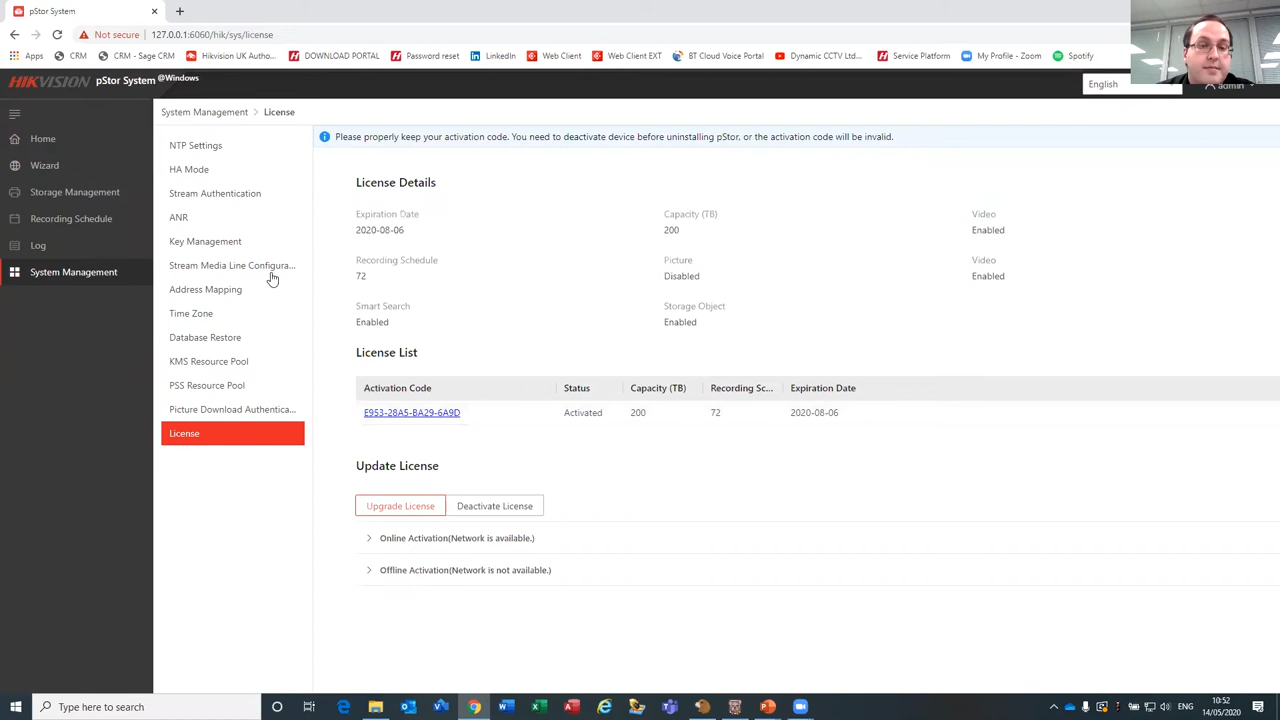 pStor System
Not secure 127.0.0.1:6060/hik/sys/license
Apps CRM CRM - Sage CRM Hikvision UK Autho... DOWNLOAD PORTAL Password reset LinkedIn Web Client Web Client EXT BT Cloud Voice Portal Dynamic CCTV Ltd... Service Platform My Profile - Zoom Spotify
HIKVISION pStor System @Windows English admin
System Management > License
Please properly keep your activation code. You need to deactivate device before uninstalling pStor, or the activation code will be invalid.
Home
Wizard
Storage Management
Recording Schedule
Log
System Management
NTP Settings
HA Mode
Stream Authentication
ANR
Key Management
Stream Media Line Configura...
Address Mapping
Time Zone
Database Restore
KMS Resource Pool
PSS Resource Pool
Picture Download Authentica...
License
License Details
Expiration Date Capacity (TB) Video
2020-08-06 200 Enabled
Recording Schedule Picture Video
72 Disabled Enabled
Smart Search Storage Object
Enabled Enabled
License List
Activation Code Status Capacity (TB) Recording Sc... Expiration Date
E953-28A5-BA29-6A9D Activated 200 72 2020-08-06
Update License
Upgrade License Deactivate License
Online Activation(Network is available.)
Offline Activation(Network is not available.)
Type here to search
10:52
14/05/2020